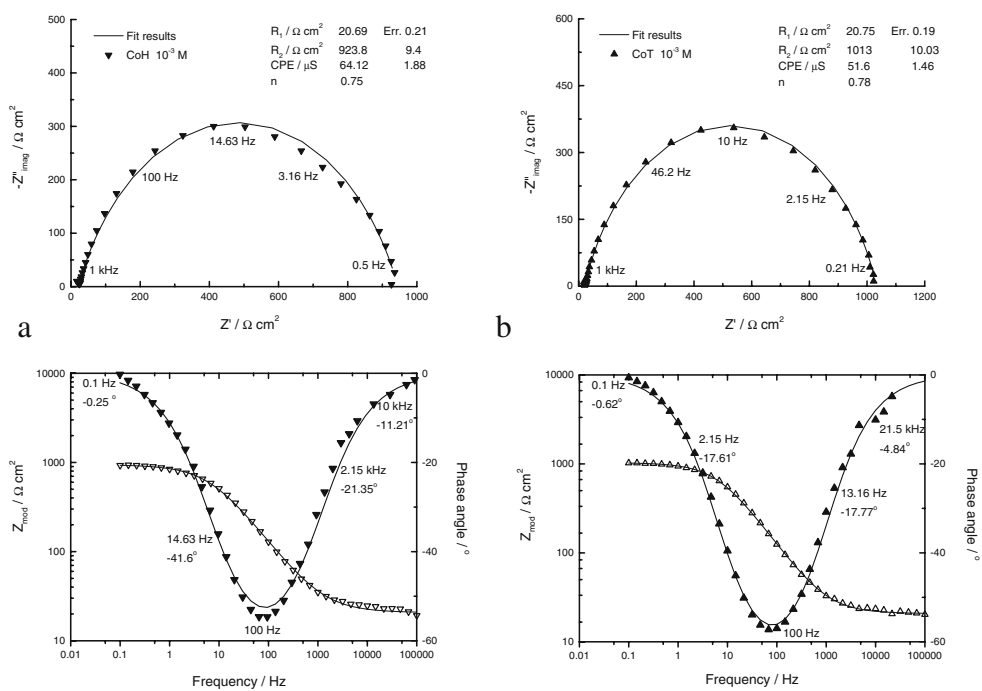 500
400
300
200
100
0
-Z''imag / Ω cm²
Fit results
CoH 10⁻³ M
R₁ / Ω cm² 20.69 Err. 0.21
R₂ / Ω cm² 923.8 9.4
CPE / μS 64.12 1.88
n 0.75
14.63 Hz
100 Hz
3.16 Hz
1 kHz
0.5 Hz
0 200 400 600 800 1000
Z' / Ω cm²
a
600
450
300
150
0
-Z''imag / Ω cm²
Fit results
CoT 10⁻³ M
R₁ / Ω cm² 20.75 Err. 0.19
R₂ / Ω cm² 1013 10.03
CPE / μS 51.6 1.46
n 0.78
10 Hz
46.2 Hz
2.15 Hz
1 kHz
0.21 Hz
0 200 400 600 800 1000 1200
Z' / Ω cm²
b
10000
1000
100
10
Zmod / Ω cm²
0.1 Hz
-0.25°
10 kHz
-11.21°
2.15 kHz
-21.35°
14.63 Hz
-41.6°
100 Hz
0
-20
-40
-60
Phase angle / °
0.01 0.1 1 10 100 1000 10000 100000
Frequency / Hz
10000
1000
100
10
Zmod / Ω cm²
0.1 Hz
-0.62°
2.15 Hz
-17.61°
21.5 kHz
-4.84°
13.16 Hz
-17.77°
100 Hz
0
-20
-40
-60
Phase angle / °
0.01 0.1 1 10 100 1000 10000 100000
Frequency / Hz